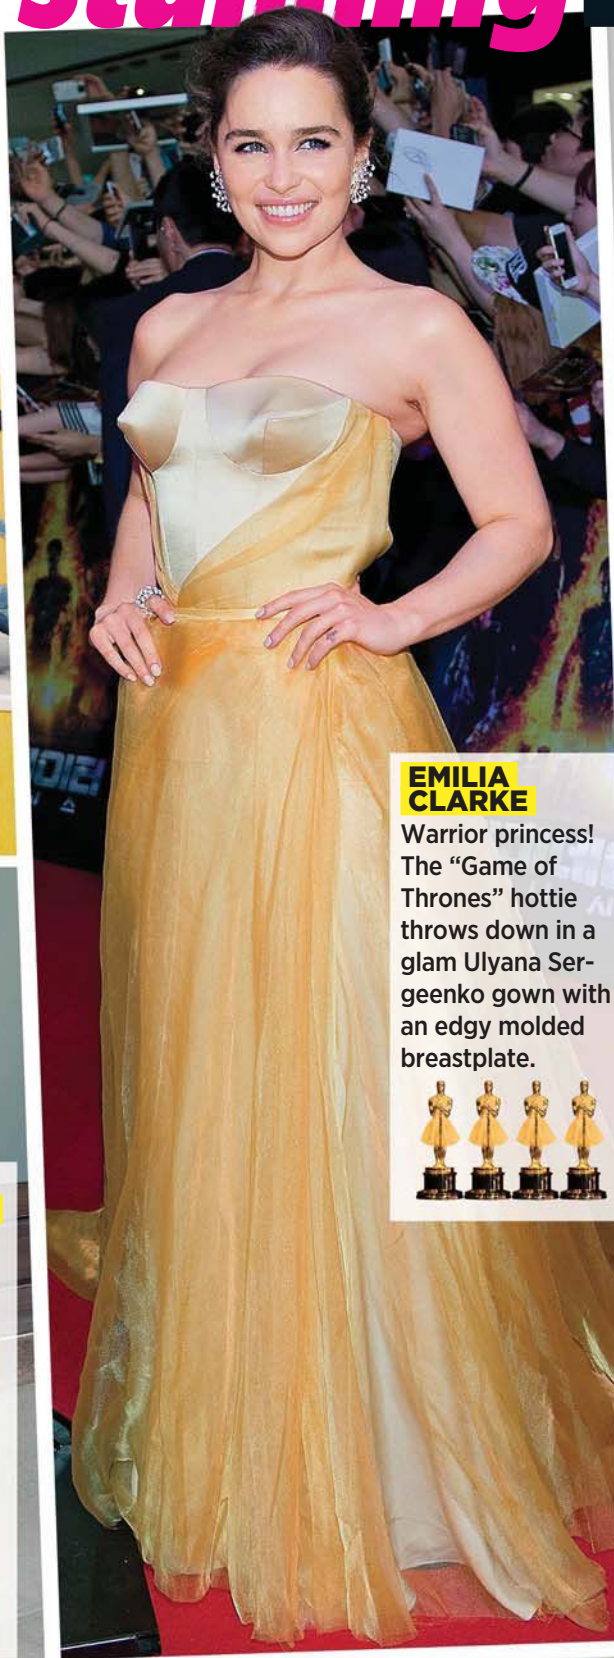 stunning
EMILIA
CLARKE
Warrior princess!
The “Game of
Thrones” hottie
throws down in a
glam Ulyana Ser-
geenko gown with
an edgy molded
breastplate.